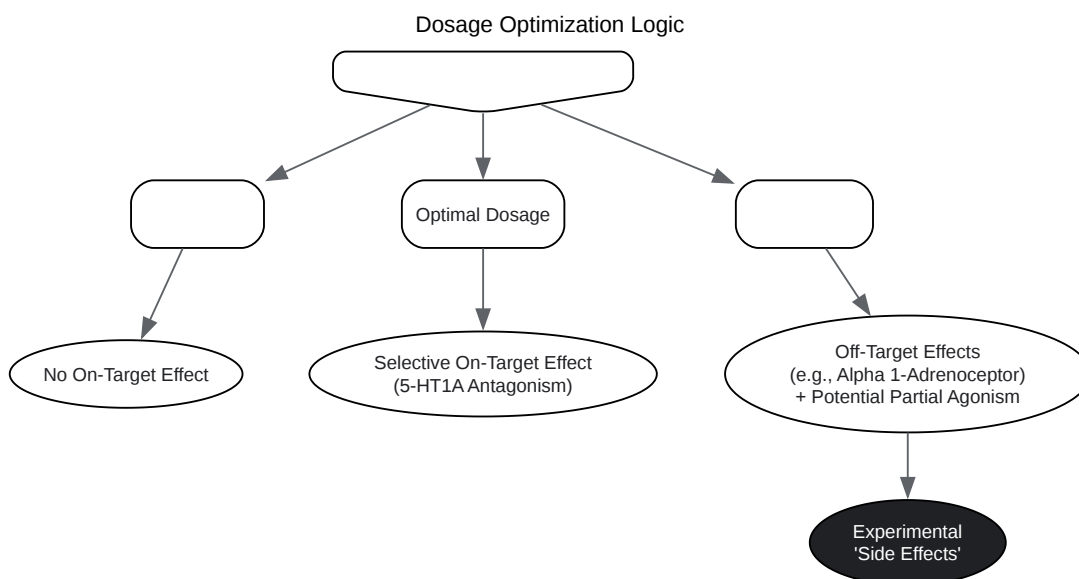 Dosage Optimization Logic
Optimal Dosage
No On-Target Effect
Selective On-Target Effect
(5-HT1A Antagonism)
Off-Target Effects
(e.g., Alpha 1-Adrenoceptor)
+ Potential Partial Agonism
Experimental
'Side Effects'